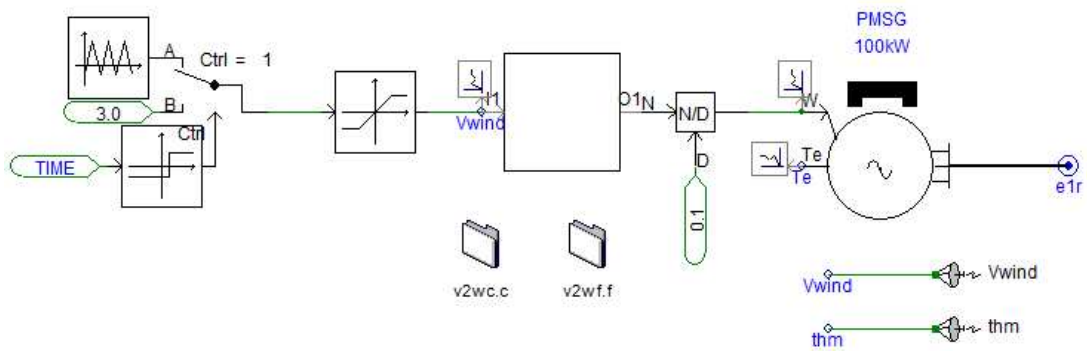 PMSG
100kW
A
Ctrl = 1
B
3.0
Ctrl
TIME
I1
Vwind
O1
N
N/D
D
0.1
W
Te
Te
e1r
v2wc.c
v2wf.f
Vwind
Vwind
thm
thm